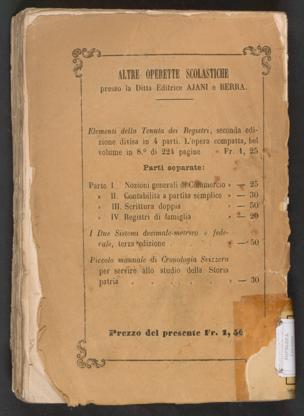 ALTRE OPERETTE SCOLASTICHE
presso la Ditta Editrice AJANI e BERRA.
Elementi della Tenuta dei Registri, seconda edi-
zione divisa in 4 parti. L'opera compatta, bel
volume in 8.° di 224 pagine » Fr. 1, 25
Parti separate:
Parte I. Nozioni generali di Commercio » — 25
» II. Contabilità a partita semplice » — 30
» III. Scrittura doppia » — 50
» IV. Registri di famiglia » — 20
I Due Sistemi decimale-metrico e fede-
rale, terza edizione » — 50
Piccolo manuale di Cronologia Svizzera
per servire allo studio della Storia
patria » — 30
Prezzo del presente Fr. 1, 50